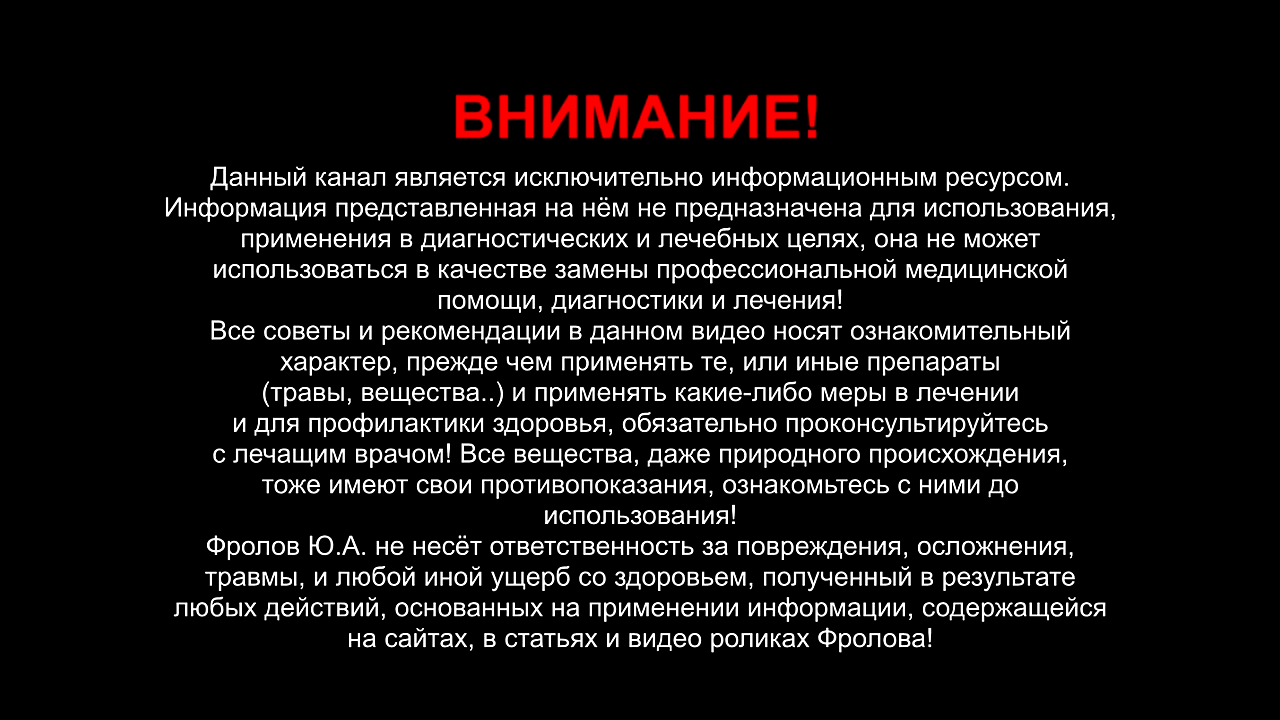 ВНИМАНИЕ!
Данный канал является исключительно информационным ресурсом.
Информация представленная на нём не предназначена для использования,
применения в диагностических и лечебных целях, она не может
использоваться в качестве замены профессиональной медицинской
помощи, диагностики и лечения!
Все советы и рекомендации в данном видео носят ознакомительный
характер, прежде чем применять те, или иные препараты
(травы, вещества..) и применять какие-либо меры в лечении
и для профилактики здоровья, обязательно проконсультируйтесь
с лечащим врачом! Все вещества, даже природного происхождения,
тоже имеют свои противопоказания, ознакомьтесь с ними до
использования!
Фролов Ю.А. не несёт ответственность за повреждения, осложнения,
травмы, и любой иной ущерб со здоровьем, полученный в результате
любых действий, основанных на применении информации, содержащейся
на сайтах, в статьях и видео роликах Фролова!